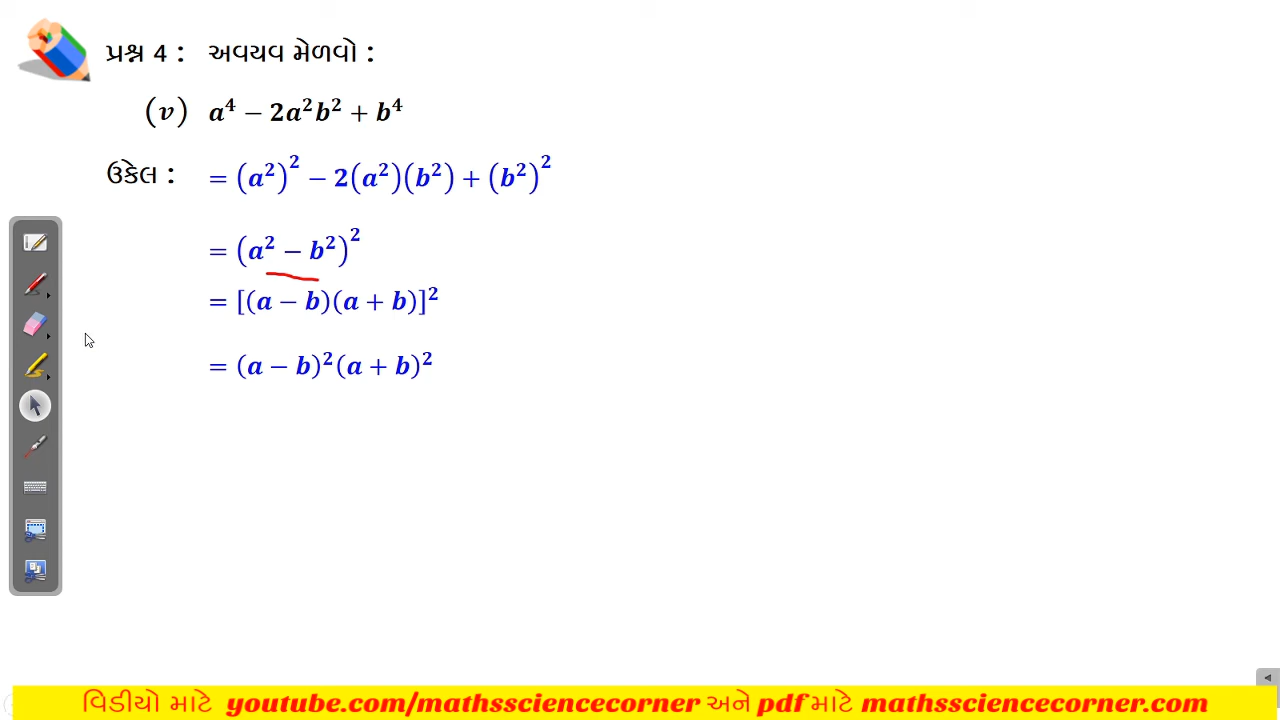 પ્રશ્ન 4 : અવયવ મેળવો :
(v) a⁴ − 2a²b² + b⁴
ઉકેલ : = (a²)² − 2(a²)(b²) + (b²)²
= (a² − b²)²
= [(a − b)(a + b)]²
= (a − b)²(a + b)²
વિડીયો માટે youtube.com/mathssciencecorner અને pdf માટે mathssciencecorner.com